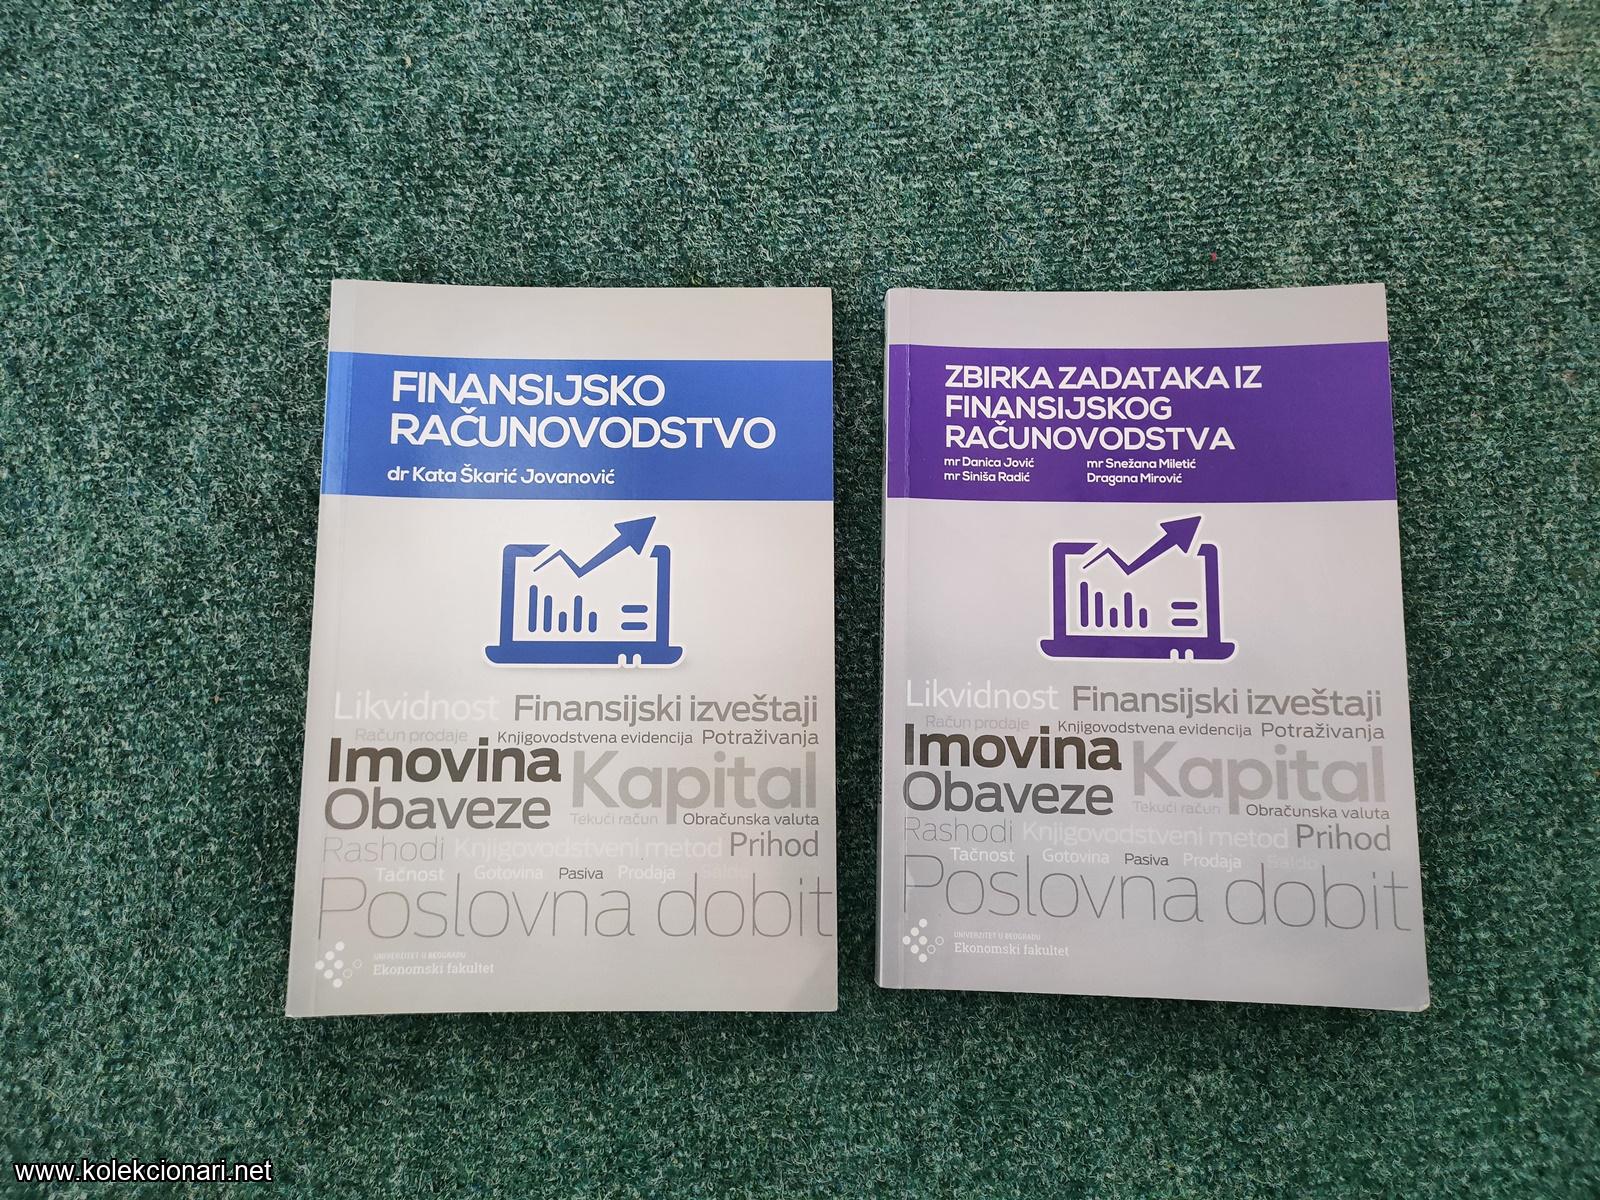 FINANSIJSKO
RAČUNOVODSTVO
dr Kata Škarić Jovanović
Likvidnost Finansijski izveštaji
Račun prodaje Knjigovodstvena evidencija Potraživanja
Imovina Kapital
Obaveze Tekući račun Obračunska valuta
Rashodi Knjigovodstveni metod Prihod
Tačnost Gotovina Pasiva Prodaja Saldo
Poslovna dobit
UNIVERZITET U BEOGRADU
Ekonomski fakultet
ZBIRKA ZADATAKA IZ
FINANSIJSKOG
RAČUNOVODSTVA
mr Danica Jović mr Snežana Miletić
mr Siniša Radić Dragana Mirović
Likvidnost Finansijski izveštaji
Račun prodaje Knjigovodstvena evidencija Potraživanja
Imovina Kapital
Obaveze Tekući račun Obračunska valuta
Rashodi Knjigovodstveni metod Prihod
Tačnost Gotovina Pasiva Prodaja Saldo
Poslovna dobit
UNIVERZITET U BEOGRADU
Ekonomski fakultet
www.kolekcionari.net